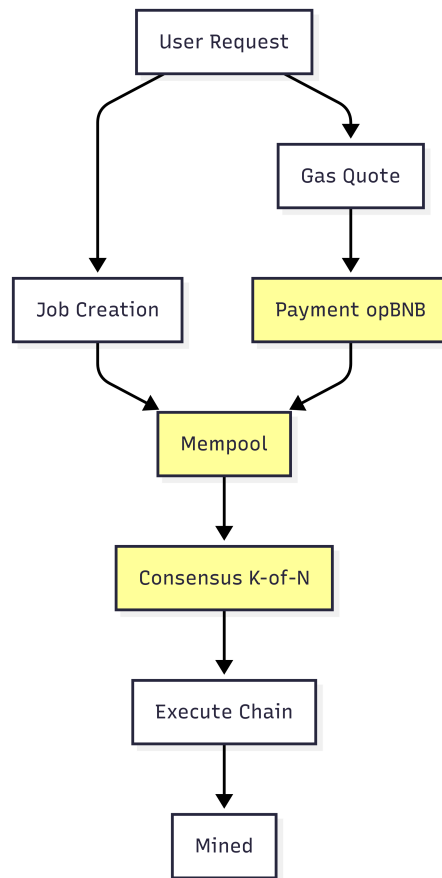 User Request
Gas Quote
Job Creation
Payment opBNB
Mempool
Consensus K-of-N
Execute Chain
Mined